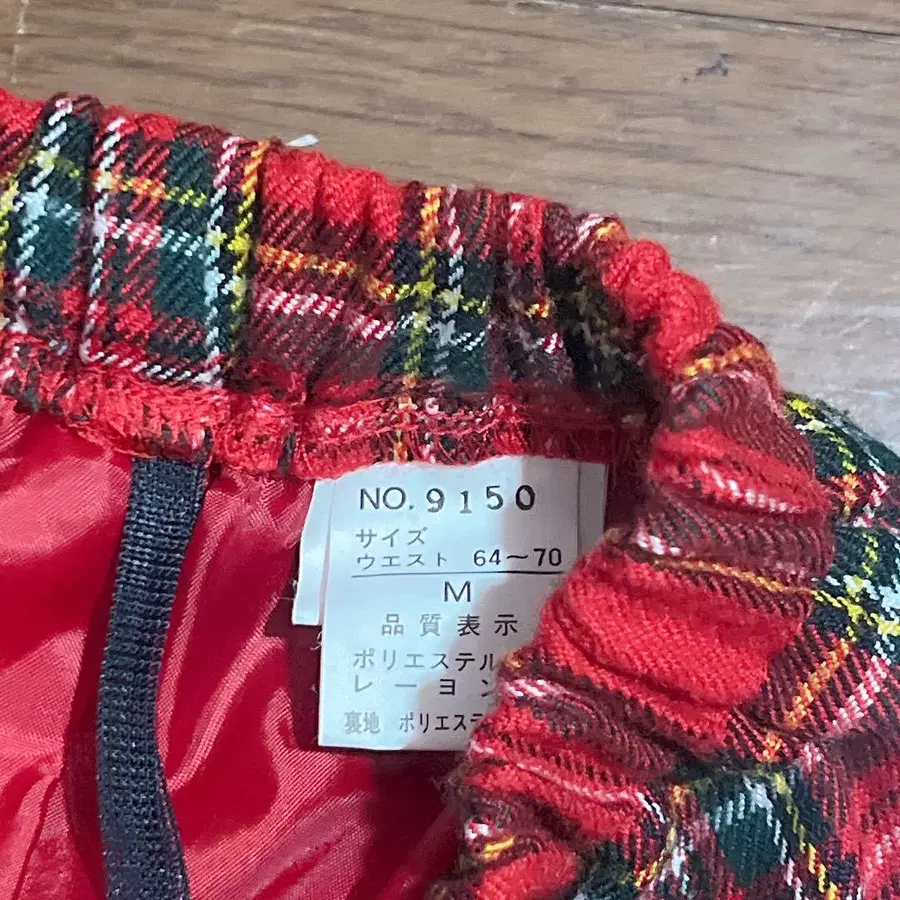 NO. 9150
サイズ
ウエスト 64〜70
M
品質表示
ポリエステル
レーヨン
裏地 ポリエステ